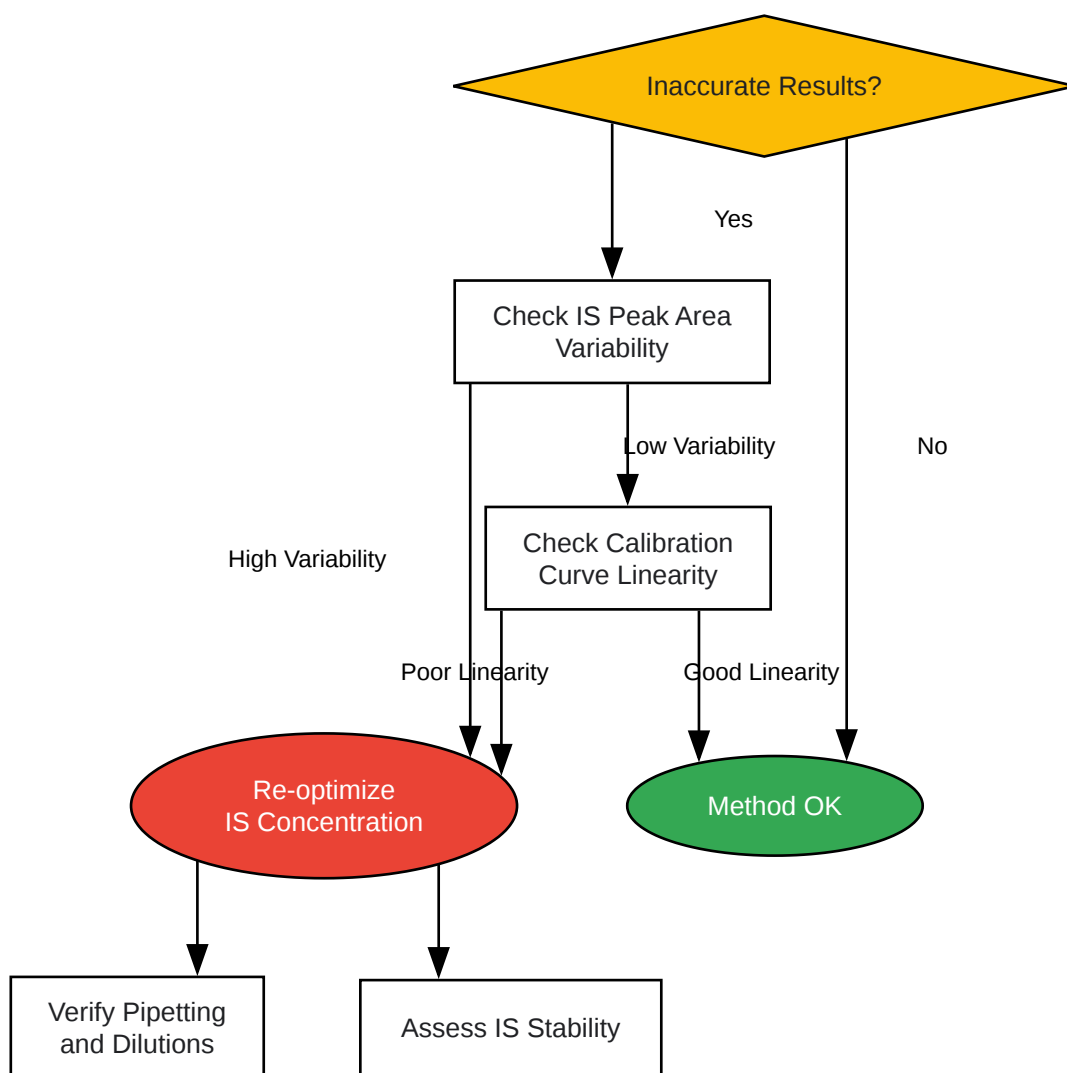 Inaccurate Results?
Yes
Check IS Peak Area
Variability
Low Variability
No
Check Calibration
Curve Linearity
High Variability
Poor Linearity
Good Linearity
Re-optimize
IS Concentration
Method OK
Verify Pipetting
and Dilutions
Assess IS Stability